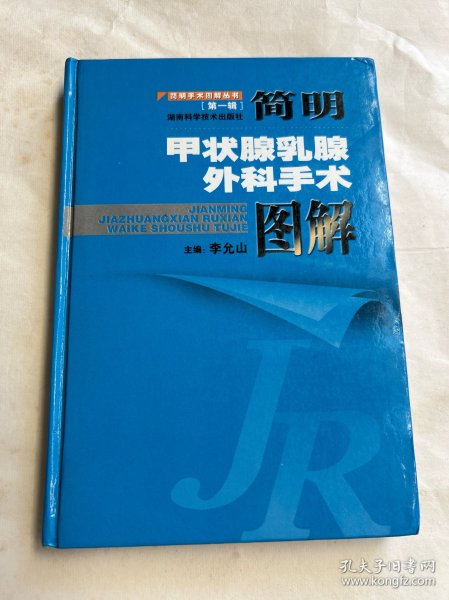 简明手术图解丛书
[第一辑]
湖南科学技术出版社
简明
甲状腺乳腺
外科手术
图解
JIANMING
JIAZHUANGXIAN RUXIAN
WAIKE SHOUSHU TUJIE
主编:李允山
JR
孔夫子旧书网
www.kongfz.com